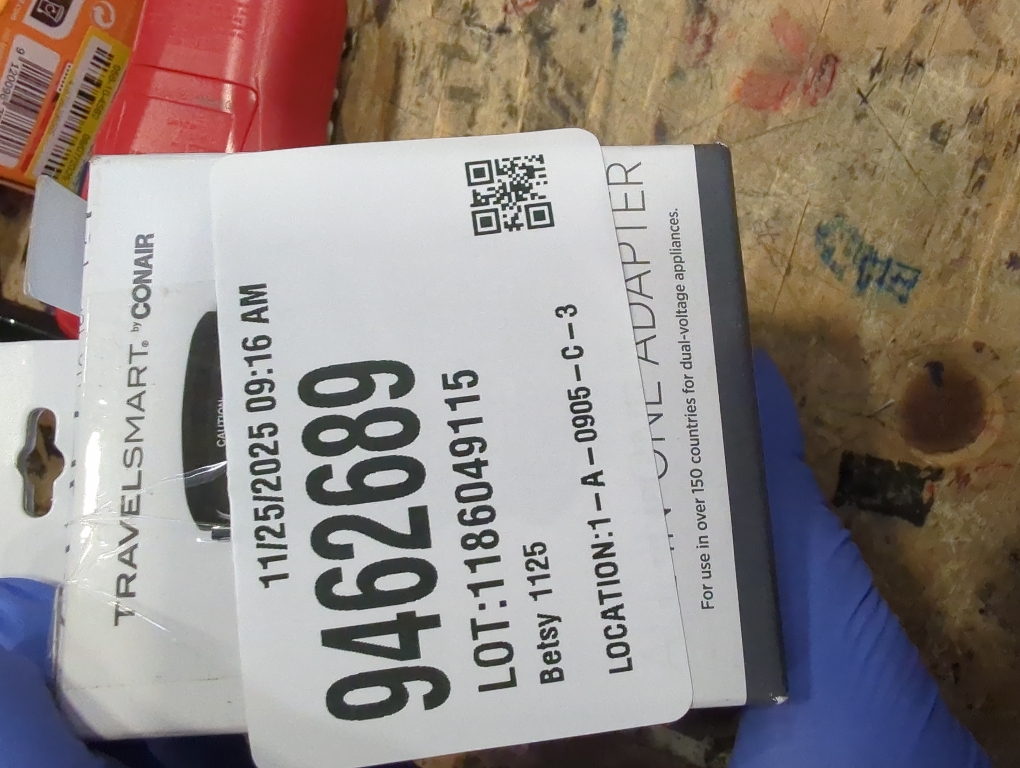 TRAVELSMART® by CONAIR
CAUTION
11/25/2025 09:16 AM
9462689
LOT:1186049115
Betsy 1125
LOCATION:1-A-0905-C-3
ONE ADAPTER
For use in over 150 countries for dual-voltage appliances.